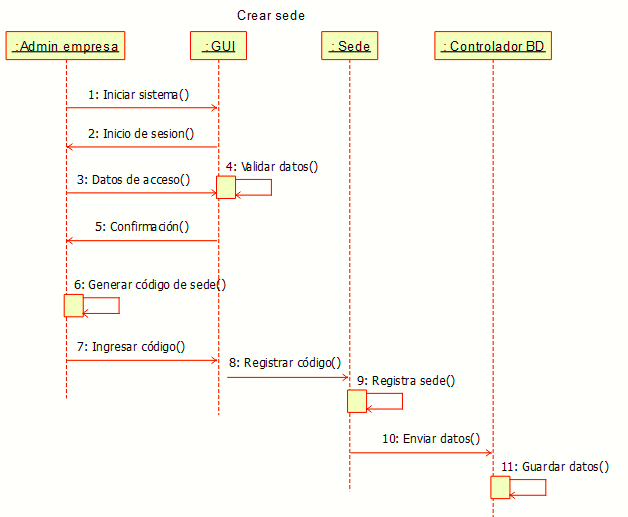 Crear sede
:Admin empresa
: GUI
: Sede
: Controlador BD
1: Iniciar sistema()
2: Inicio de sesion()
4: Validar datos()
3: Datos de acceso()
5: Confirmación()
6: Generar código de sede()
7: Ingresar código()
8: Registrar código()
9: Registra sede()
10: Enviar datos()
11: Guardar datos()